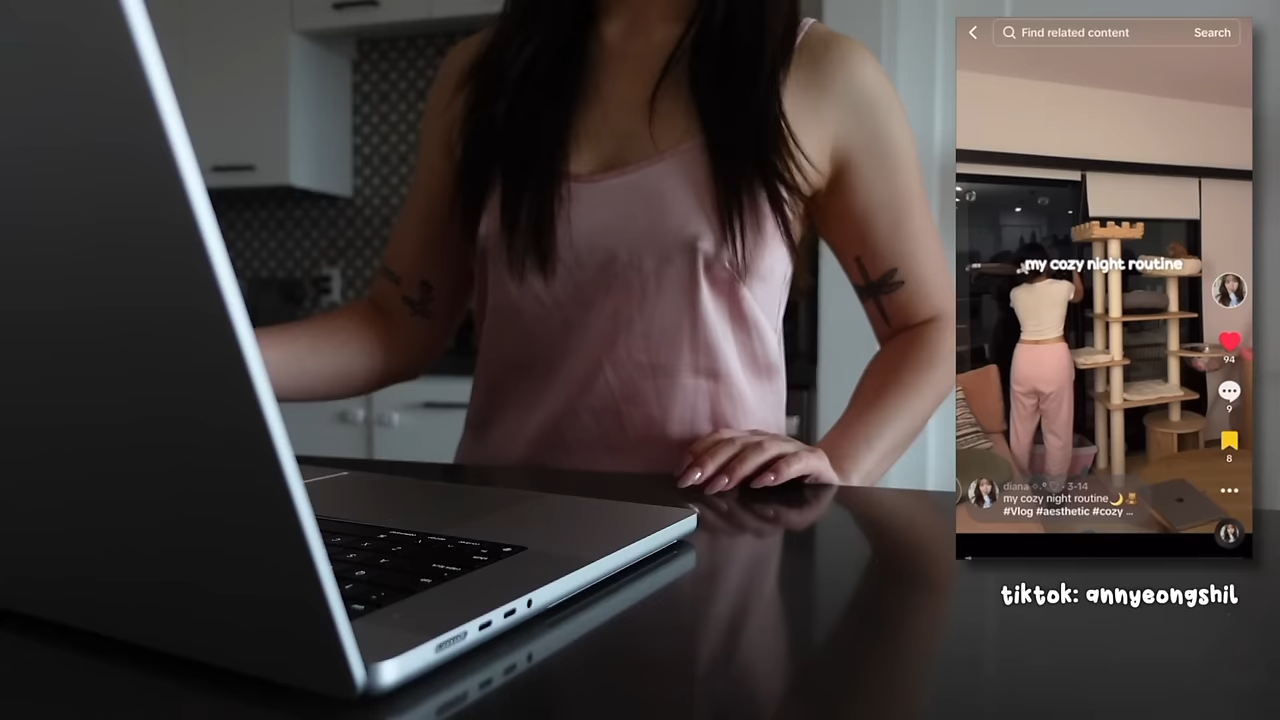 Find related content
Search
my cozy night routine
94
9
8
diana
3-14
my cozy night routine🌙🧸
#Vlog #aesthetic #cozy ...
tiktok: annyeongshil